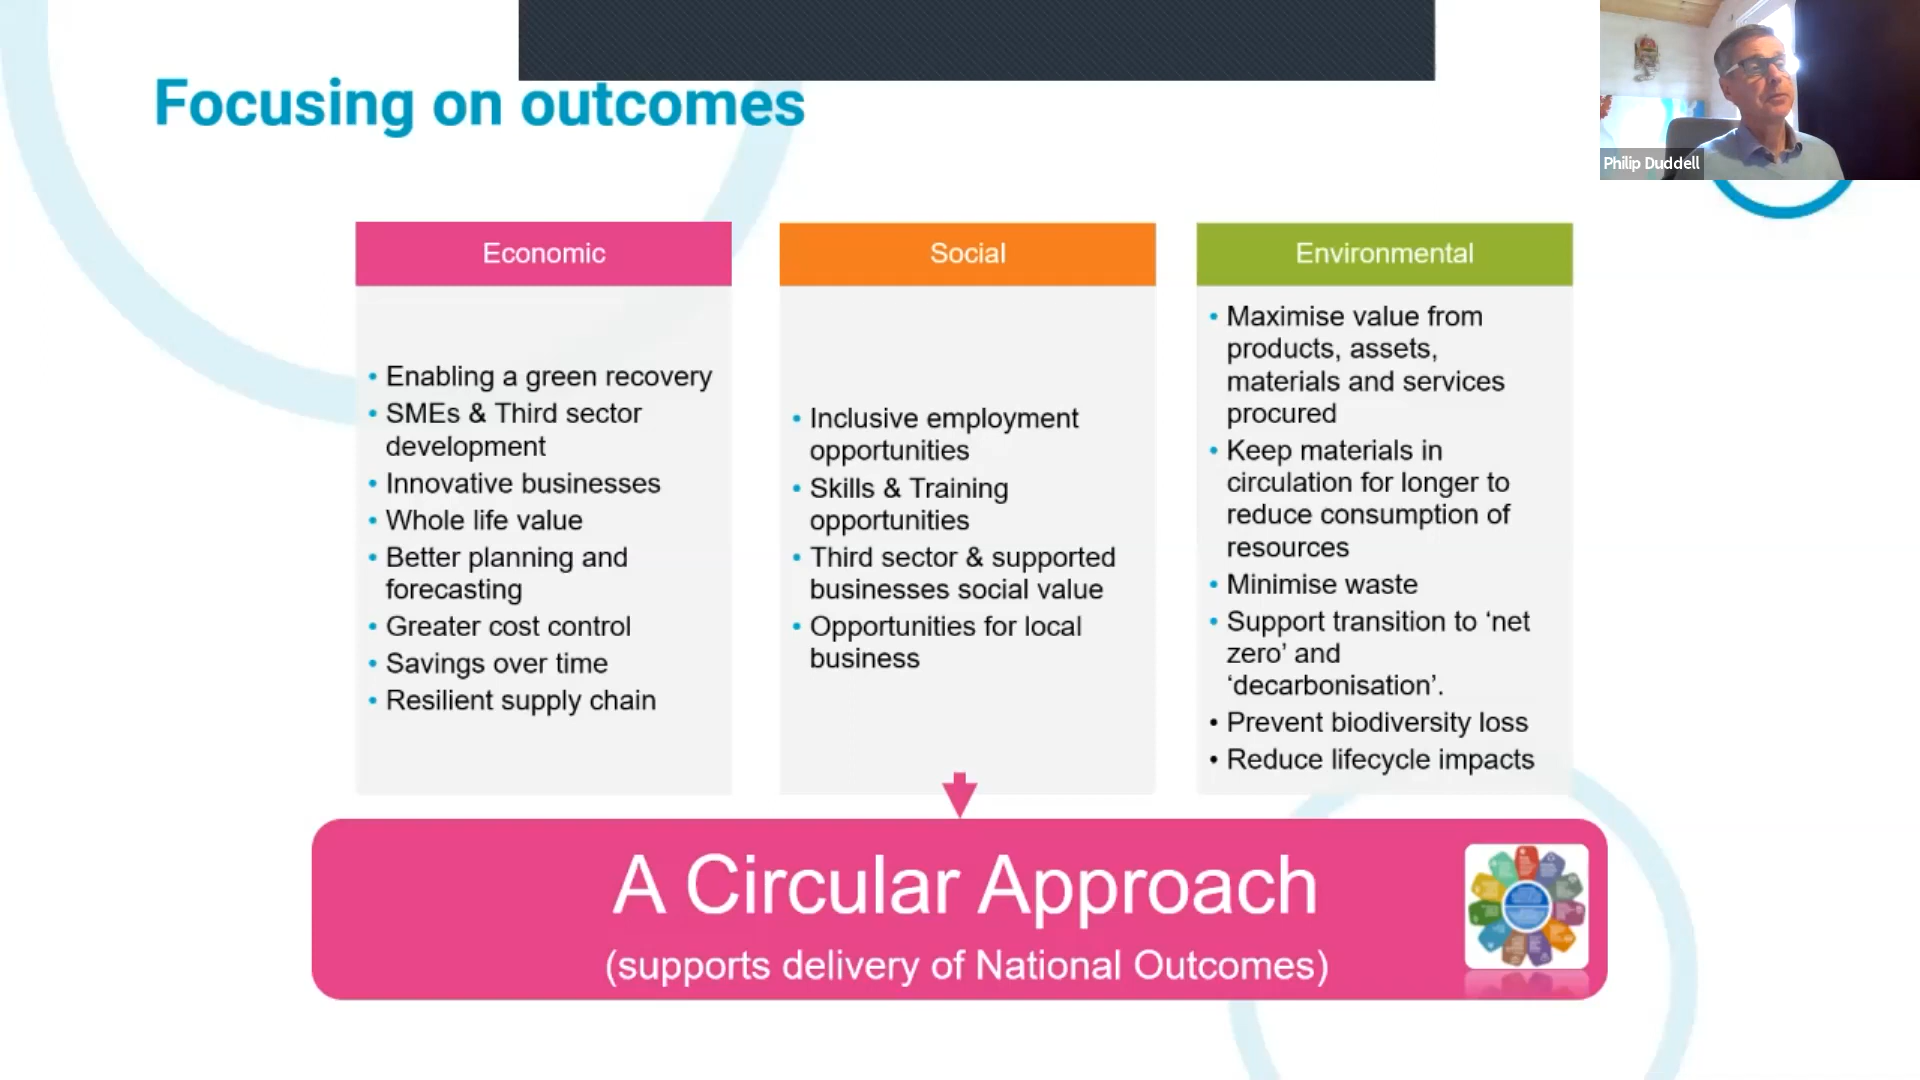 Focusing on outcomes
Philip Duddell
Economic
Enabling a green recovery
SMEs & Third sector
development
Innovative businesses
Whole life value
Better planning and
forecasting
Greater cost control
Savings over time
Resilient supply chain
Social
Inclusive employment
opportunities
Skills & Training
opportunities
Third sector & supported
businesses social value
Opportunities for local
business
Environmental
Maximise value from
products, assets,
materials and services
procured
Keep materials in
circulation for longer to
reduce consumption of
resources
Minimise waste
Support transition to ‘net
zero’ and
‘decarbonisation’.
Prevent biodiversity loss
Reduce lifecycle impacts
A Circular Approach
(supports delivery of National Outcomes)